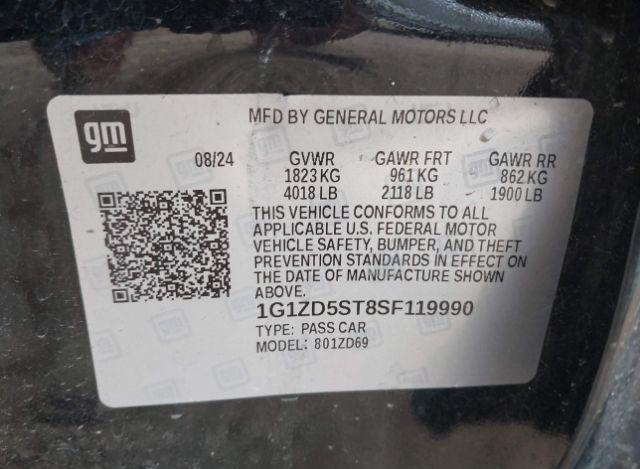 gm
MFD BY GENERAL MOTORS LLC
08/24 GVWR GAWR FRT GAWR RR
1823 KG 961 KG 862 KG
4018 LB 2118 LB 1900 LB
THIS VEHICLE CONFORMS TO ALL
APPLICABLE U.S. FEDERAL MOTOR
VEHICLE SAFETY, BUMPER, AND THEFT
PREVENTION STANDARDS IN EFFECT ON
THE DATE OF MANUFACTURE SHOWN
ABOVE.
1G1ZD5ST8SF119990
TYPE: PASS CAR
MODEL: 801ZD69